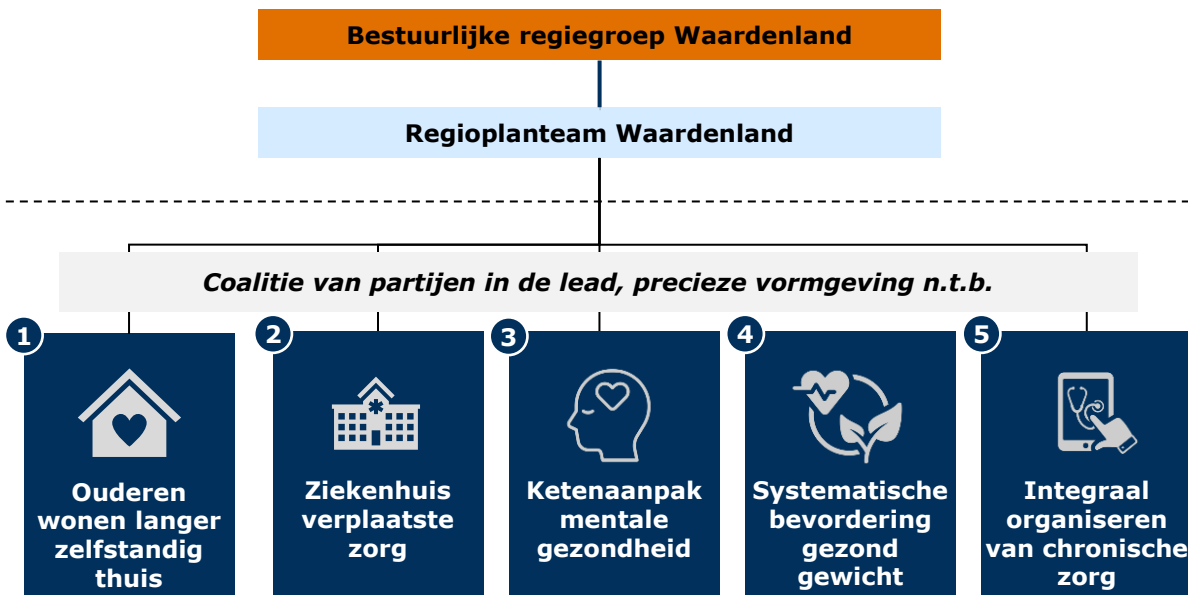 Bestuurlijke regiegroep Waardenland
Regioplanteam Waardenland
Coalitie van partijen in de lead, precieze vormgeving n.t.b.
1
Ouderen
wonen langer
zelfstandig
thuis
2
Ziekenhuis
verplaatste
zorg
3
Ketenaanpak
mentale
gezondheid
4
Systematische
bevordering
gezond
gewicht
5
Integraal
organiseren
van chronische
zorg